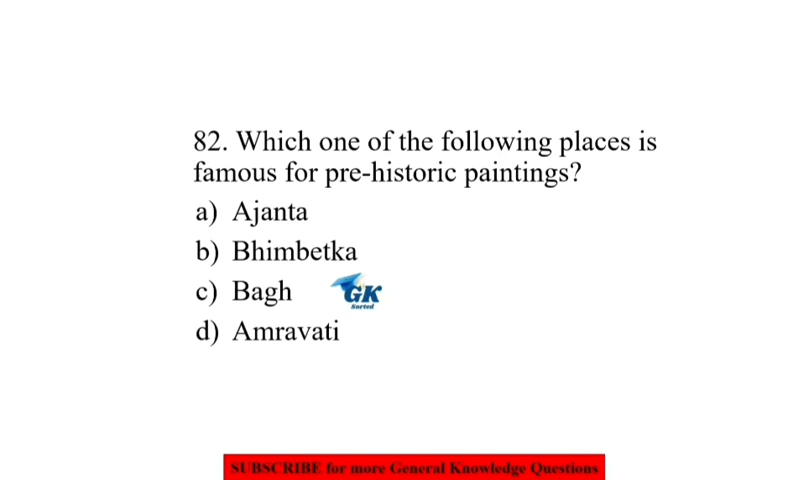 82. Which one of the following places is
famous for pre-historic paintings?
a) Ajanta
b) Bhimbetka
c) Bagh
GK
Sorted
d) Amravati
SUBSCRIBE for more General Knowledge Questions